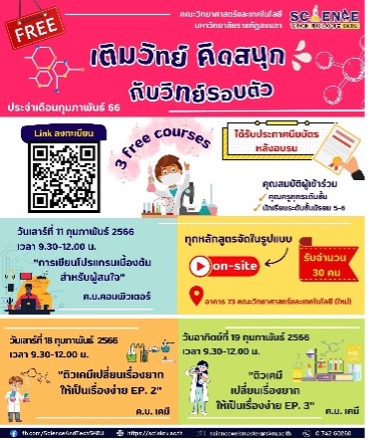 FREE
คณะวิทยาศาสตร์และเทคโนโลยี
มหาวิทยาลัยราชภัฏสงขลา
SCIENCE
TECHNOLOGY SKRU
เติมวิทย์ คิดสนุก
กับวิทย์รอบตัว
ประจำเดือนกุมภาพันธ์ 66
Link ลงทะเบียน
3 free courses
ได้รับประกาศนียบัตร
หลังอบรม
คุณสมบัติผู้เข้าร่วม
✓ คุณครูทุกระดับชั้น
✓ นักเรียนระดับชั้นมัธยม 5-6
วันเสาร์ที่ 11 กุมภาพันธ์ 2566
เวลา 9.30-12.00 น.
"การเขียนโปรแกรมเบื้องต้น
สำหรับผู้สนใจ"
ค.บ.คอมพิวเตอร์
ทุกหลักสูตรจัดในรูปแบบ
on-site
รับจำนวน
30 คน
อาคาร 73 คณะวิทยาศาสตร์และเทคโนโลยี (ใหม่)
วันเสาร์ที่ 18 กุมภาพันธ์ 2566
เวลา 9.30-12.00 น.
"ติวเคมีเปลี่ยนเรื่องยาก
ให้เป็นเรื่องง่าย EP. 2"
ค.บ. เคมี
วันอาทิตย์ที่ 19 กุมภาพันธ์ 2566
เวลา 9.30-12.00 น.
"ติวเคมี
เปลี่ยนเรื่องยาก
ให้เป็นเรื่องง่าย EP. 3"
ค.บ. เคมี
fb.com/ScienceAndTechSKRU
https://sci.skru.ac.th